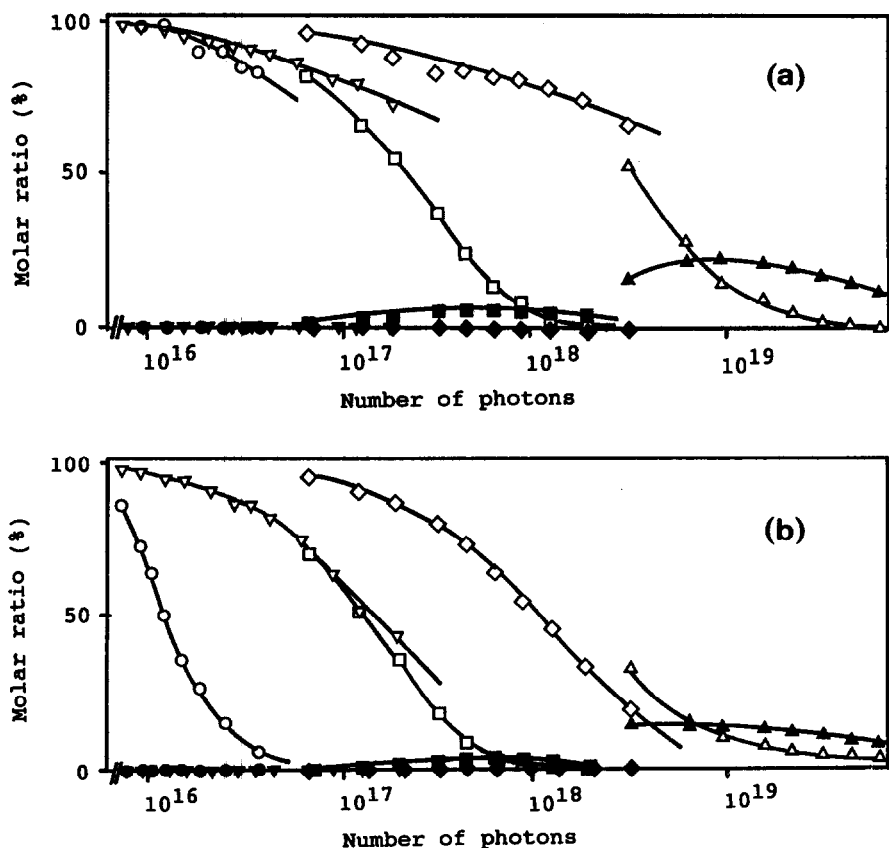 100
(a)
Molar ratio (%)
50
0
10^16 10^17 10^18 10^19
Number of photons
100
(b)
Molar ratio (%)
50
0
10^16 10^17 10^18 10^19
Number of photons